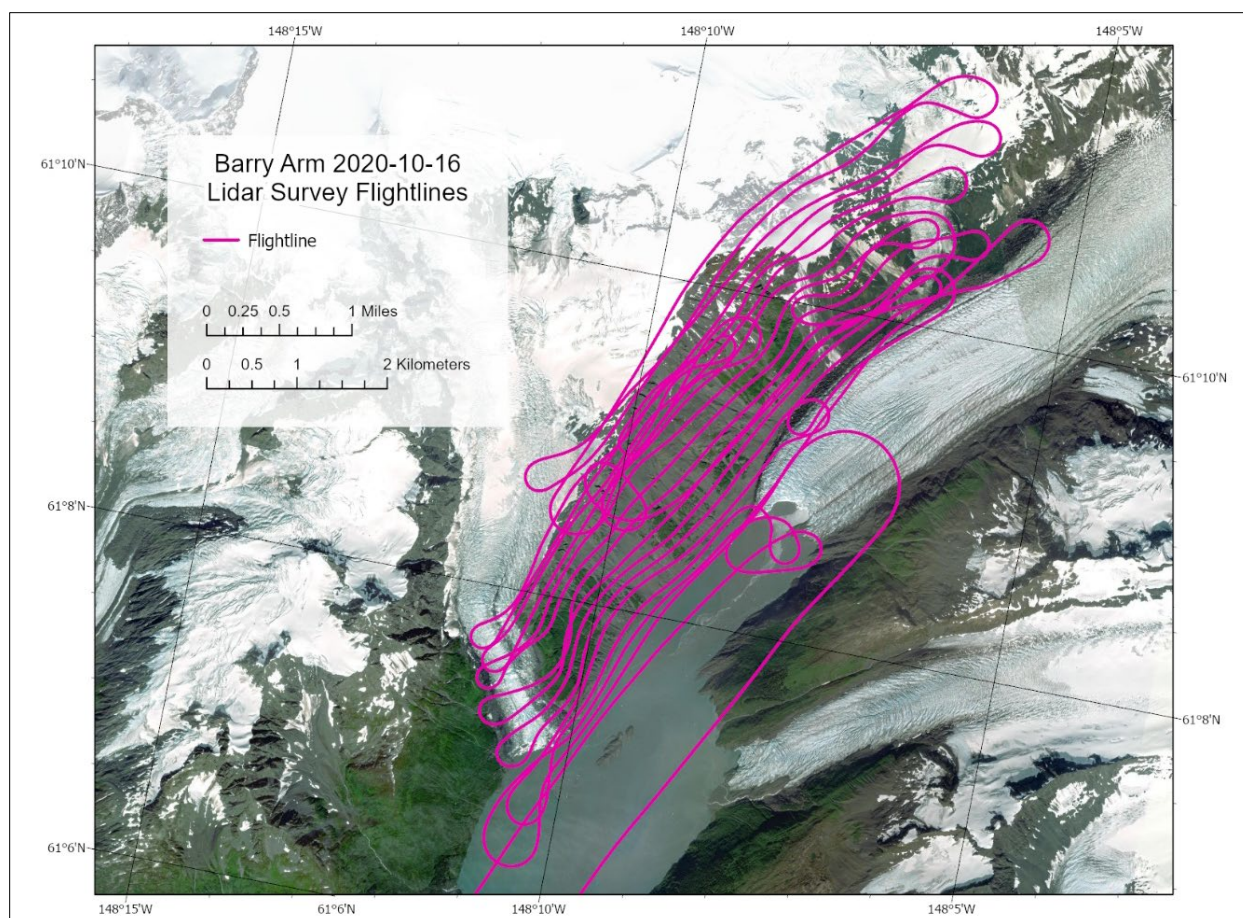 148°15'W 148°10'W 148°5'W
61°10'N
Barry Arm 2020-10-16
Lidar Survey Flightlines
Flightline
0 0.25 0.5 1 Miles
0 0.5 1 2 Kilometers
61°10'N
61°8'N
61°8'N
61°6'N
148°15'W 61°6'N 148°10'W 148°5'W